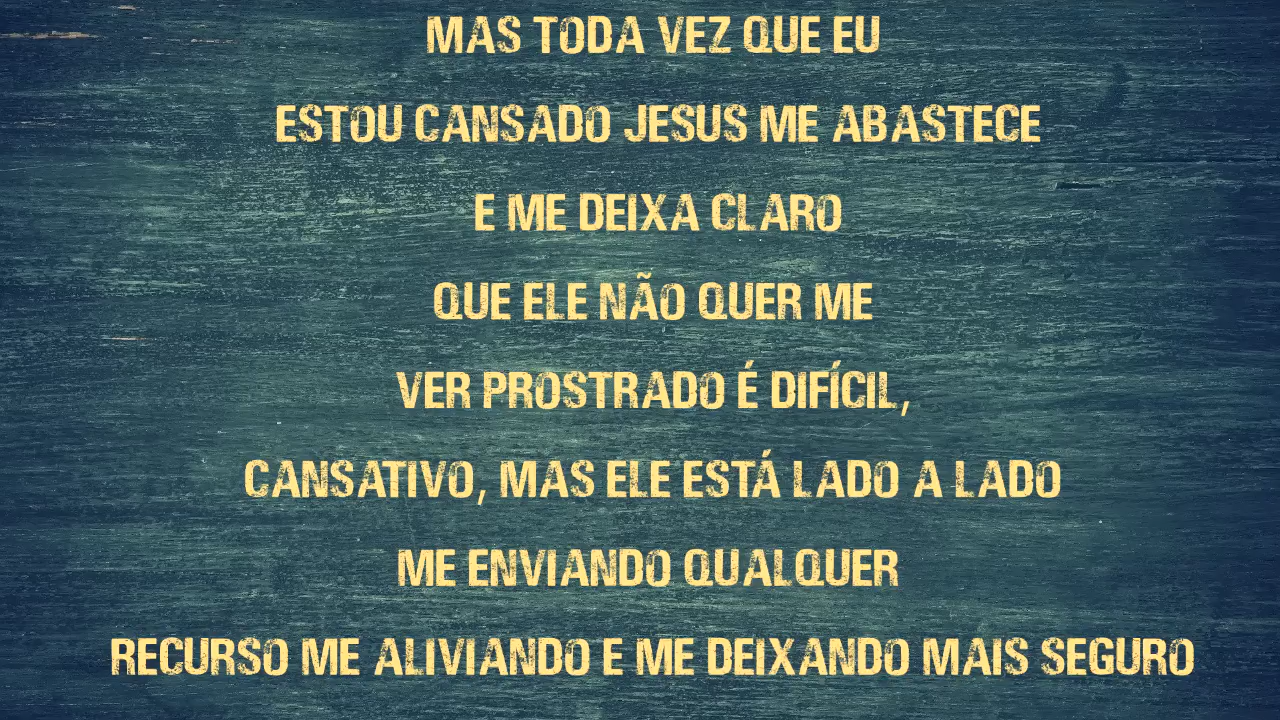 MAS TODA VEZ QUE EU
ESTOU CANSADO JESUS ME ABASTECE
E ME DEIXA CLARO
QUE ELE NÃO QUER ME
VER PROSTRADO É DIFÍCIL,
CANSATIVO, MAS ELE ESTÁ LADO A LADO
ME ENVIANDO QUALQUER
RECURSO ME ALIVIANDO E ME DEIXANDO MAIS SEGURO